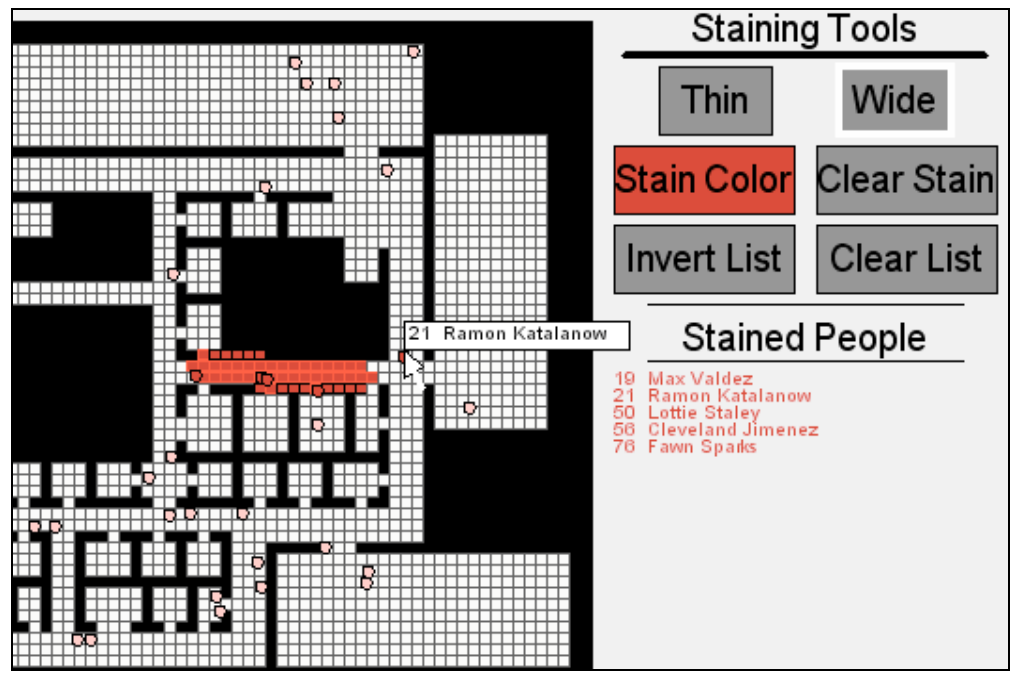 Staining Tools
Thin
Wide
Stain Color
Clear Stain
Invert List
Clear List
21 Ramon Katalanow
Stained People
19 Max Valdez
21 Ramon Katalanow
50 Lottie Staley
56 Cleveland Jimenez
76 Fawn Sparks